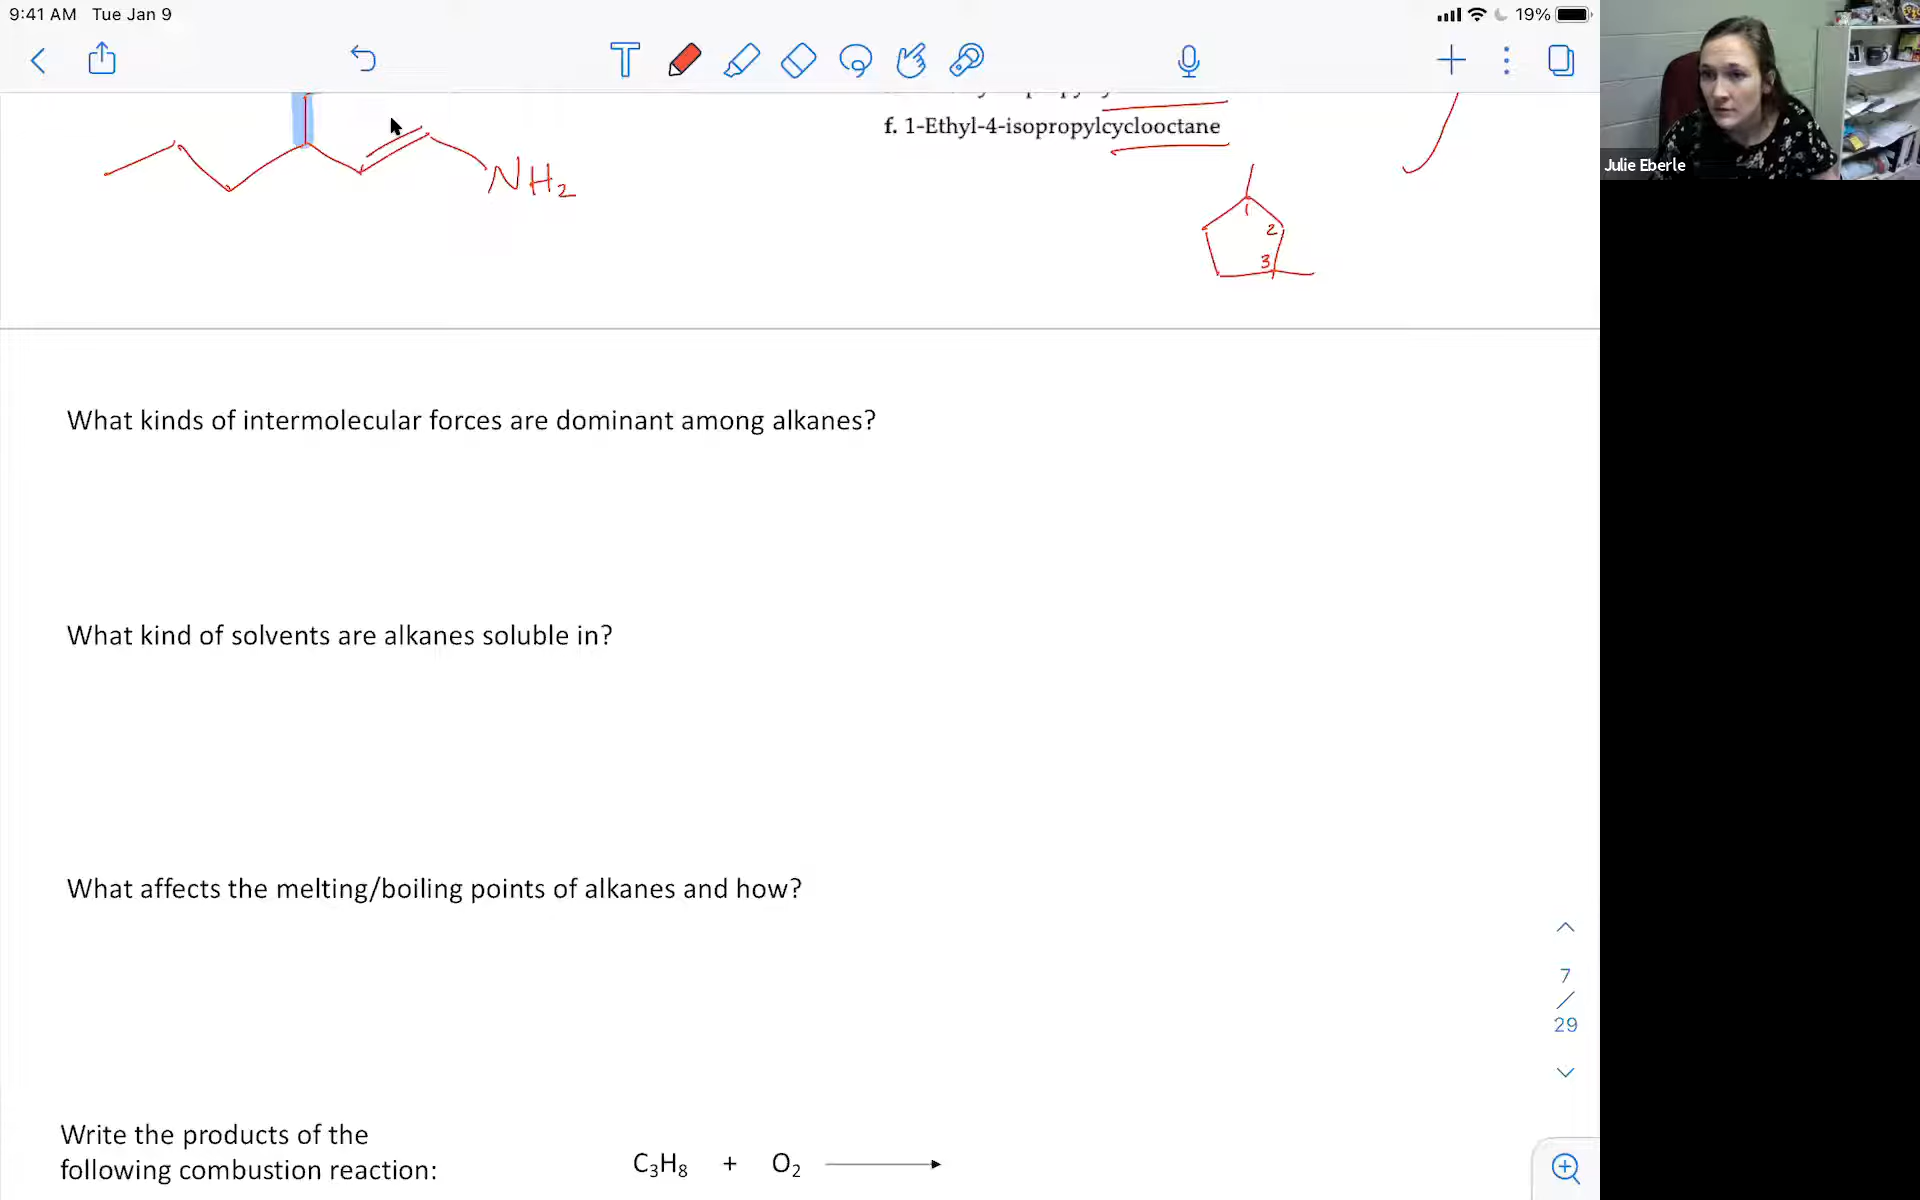 9:41 AM Tue Jan 9
19%
T
f. 1-Ethyl-4-isopropylcyclooctane
NH2
1
2
3
Julie Eberle
What kinds of intermolecular forces are dominant among alkanes?
What kind of solvents are alkanes soluble in?
What affects the melting/boiling points of alkanes and how?
7
/
29
Write the products of the
following combustion reaction:
C₃H₈ + O₂